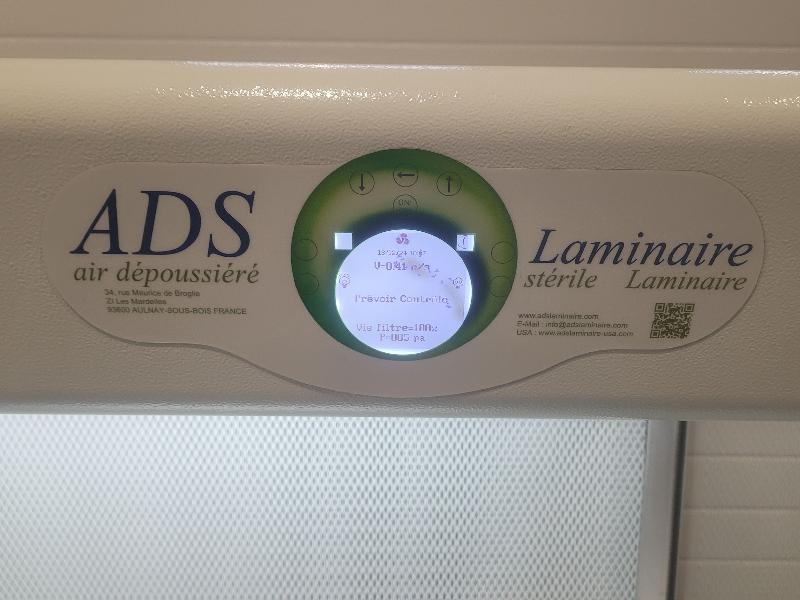 ADS
air dépoussiéré
34, rue Maurice de Broglie
ZI Les Mardelles
93600 AULNAY-SOUS-BOIS FRANCE
ON
V=0.41 m/s
Prévoir Contrôle
Vie filtre=100%
P=005 pa
Laminaire
stérile Laminaire
www.adslaminaire.com
E-Mail : info@adslaminaire.com
USA : www.adslaminaire-usa.com